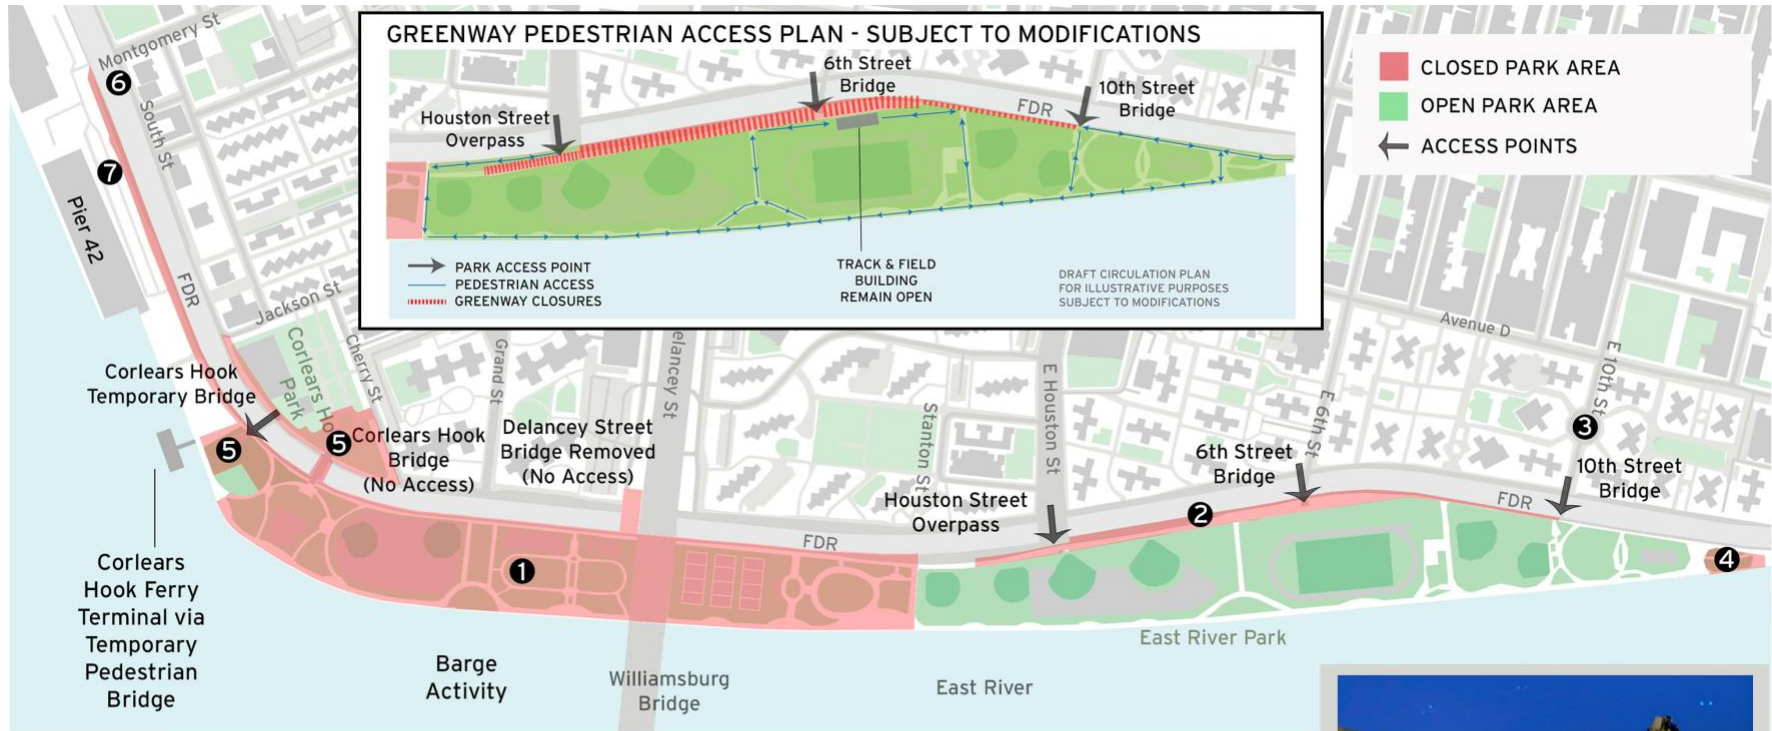 GREENWAY PEDESTRIAN ACCESS PLAN - SUBJECT TO MODIFICATIONS
6th Street
Bridge
10th Street
Bridge
FDR
Houston Street
Overpass
PARK ACCESS POINT
PEDESTRIAN ACCESS
GREENWAY CLOSURES
TRACK & FIELD
BUILDING
REMAIN OPEN
DRAFT CIRCULATION PLAN
FOR ILLUSTRATIVE PURPOSES
SUBJECT TO MODIFICATIONS
CLOSED PARK AREA
OPEN PARK AREA
ACCESS POINTS
Montgomery St
6
South St
7
Pier 42
FDR
Jackson St
Corlears Ho
Park
Cherry St
Grand St
elancey St
Stanton St
E Houston St
E 6th St
Avenue D
E 10th St
3
Corlears Hook
Temporary Bridge
5
5
Corlears Hook
Bridge
(No Access)
Delancey Street
Bridge Removed
(No Access)
Houston Street
Overpass
6th Street
Bridge
10th Street
Bridge
FDR
2
FDR
1
4
Corlears
Hook Ferry
Terminal via
Temporary
Pedestrian
Bridge
Barge
Activity
Williamsburg
Bridge
East River
East River Park